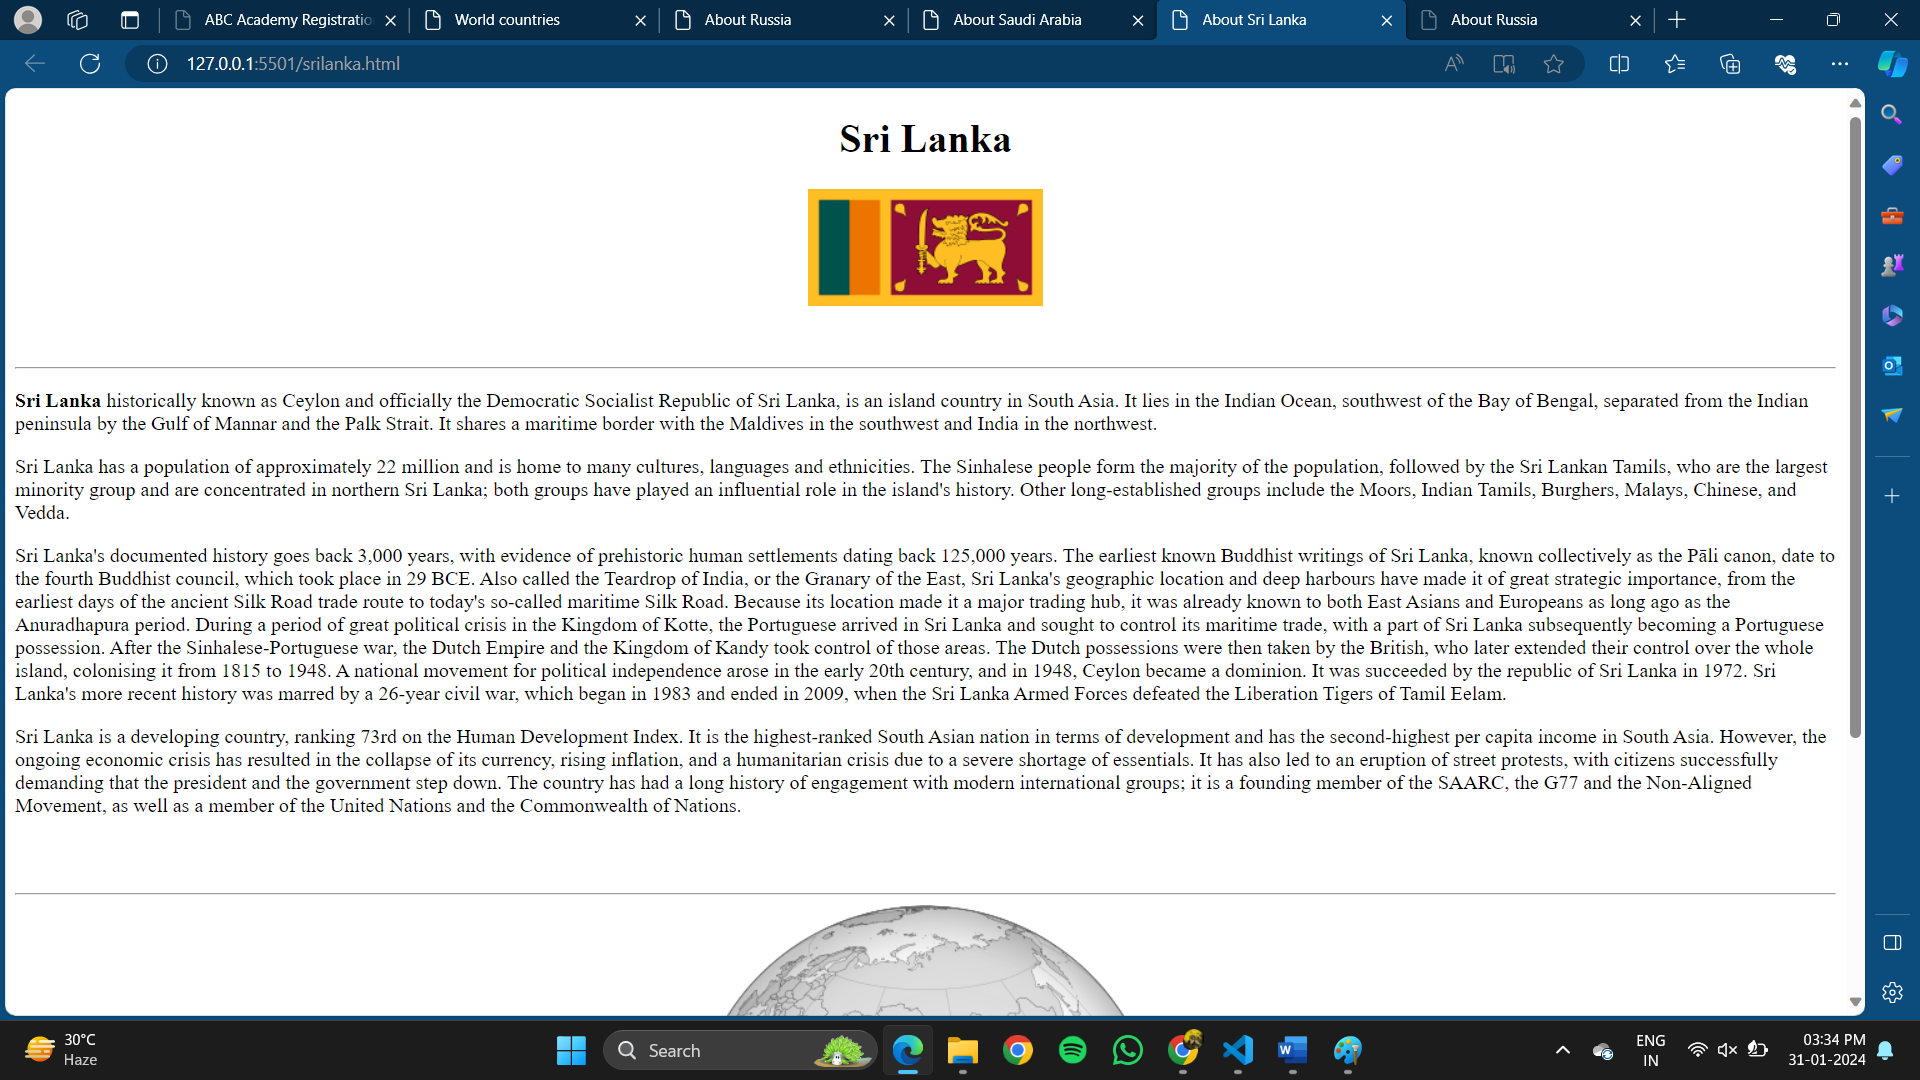 ABC Academy Registratio
World countries
About Russia
About Saudi Arabia
About Sri Lanka
About Russia
127.0.0.1:5501/srilanka.html
Sri Lanka
Sri Lanka historically known as Ceylon and officially the Democratic Socialist Republic of Sri Lanka, is an island country in South Asia. It lies in the Indian Ocean, southwest of the Bay of Bengal, separated from the Indian
peninsula by the Gulf of Mannar and the Palk Strait. It shares a maritime border with the Maldives in the southwest and India in the northwest.
Sri Lanka has a population of approximately 22 million and is home to many cultures, languages and ethnicities. The Sinhalese people form the majority of the population, followed by the Sri Lankan Tamils, who are the largest
minority group and are concentrated in northern Sri Lanka; both groups have played an influential role in the island's history. Other long-established groups include the Moors, Indian Tamils, Burghers, Malays, Chinese, and
Vedda.
Sri Lanka's documented history goes back 3,000 years, with evidence of prehistoric human settlements dating back 125,000 years. The earliest known Buddhist writings of Sri Lanka, known collectively as the Pāli canon, date to
the fourth Buddhist council, which took place in 29 BCE. Also called the Teardrop of India, or the Granary of the East, Sri Lanka's geographic location and deep harbours have made it of great strategic importance, from the
earliest days of the ancient Silk Road trade route to today's so-called maritime Silk Road. Because its location made it a major trading hub, it was already known to both East Asians and Europeans as long ago as the
Anuradhapura period. During a period of great political crisis in the Kingdom of Kotte, the Portuguese arrived in Sri Lanka and sought to control its maritime trade, with a part of Sri Lanka subsequently becoming a Portuguese
possession. After the Sinhalese-Portuguese war, the Dutch Empire and the Kingdom of Kandy took control of those areas. The Dutch possessions were then taken by the British, who later extended their control over the whole
island, colonising it from 1815 to 1948. A national movement for political independence arose in the early 20th century, and in 1948, Ceylon became a dominion. It was succeeded by the republic of Sri Lanka in 1972. Sri
Lanka's more recent history was marred by a 26-year civil war, which began in 1983 and ended in 2009, when the Sri Lanka Armed Forces defeated the Liberation Tigers of Tamil Eelam.
Sri Lanka is a developing country, ranking 73rd on the Human Development Index. It is the highest-ranked South Asian nation in terms of development and has the second-highest per capita income in South Asia. However, the
ongoing economic crisis has resulted in the collapse of its currency, rising inflation, and a humanitarian crisis due to a severe shortage of essentials. It has also led to an eruption of street protests, with citizens successfully
demanding that the president and the government step down. The country has had a long history of engagement with modern international groups; it is a founding member of the SAARC, the G77 and the Non-Aligned
Movement, as well as a member of the United Nations and the Commonwealth of Nations.
30°C
Haze
Search
ENG
IN
03:34 PM
31-01-2024